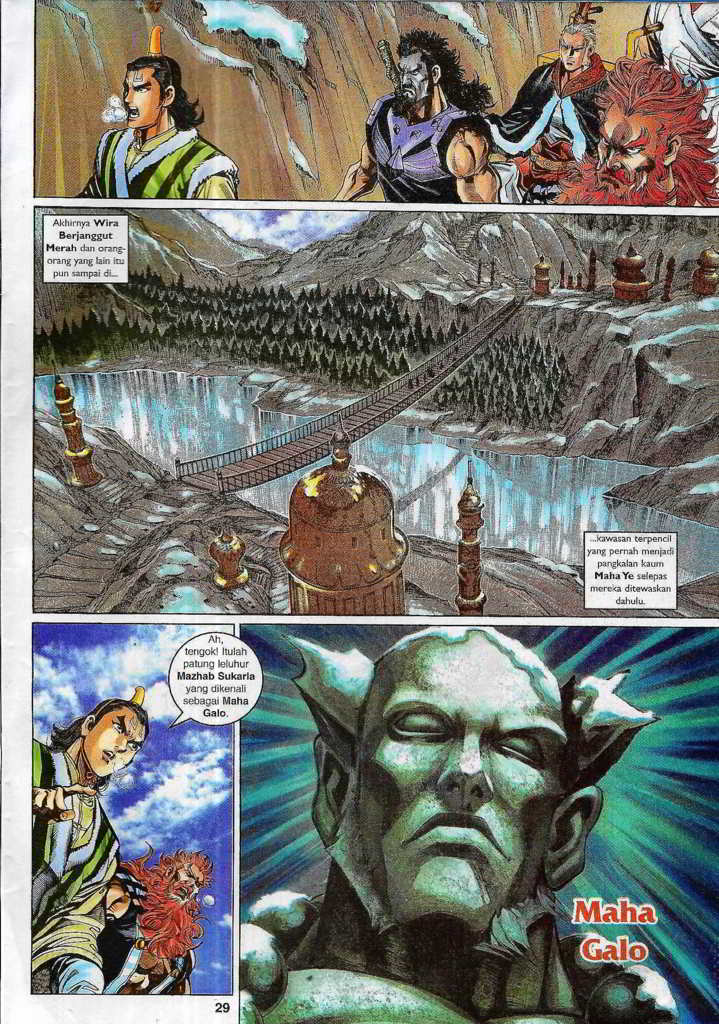 Akhirnya Wira
Berjanggut
Merah dan orang-
orang yang lain itu
pun sampai di...
...kawasan terpencil
yang pernah menjadi
pangkalan kaum
Maha Ye selepas
mereka ditewaskan
dahulu.
Ah,
tengok! Itulah
patung leluhur
Mazhab Sukaria
yang dikenali
sebagai Maha
Galo.
Maha
Galo
29